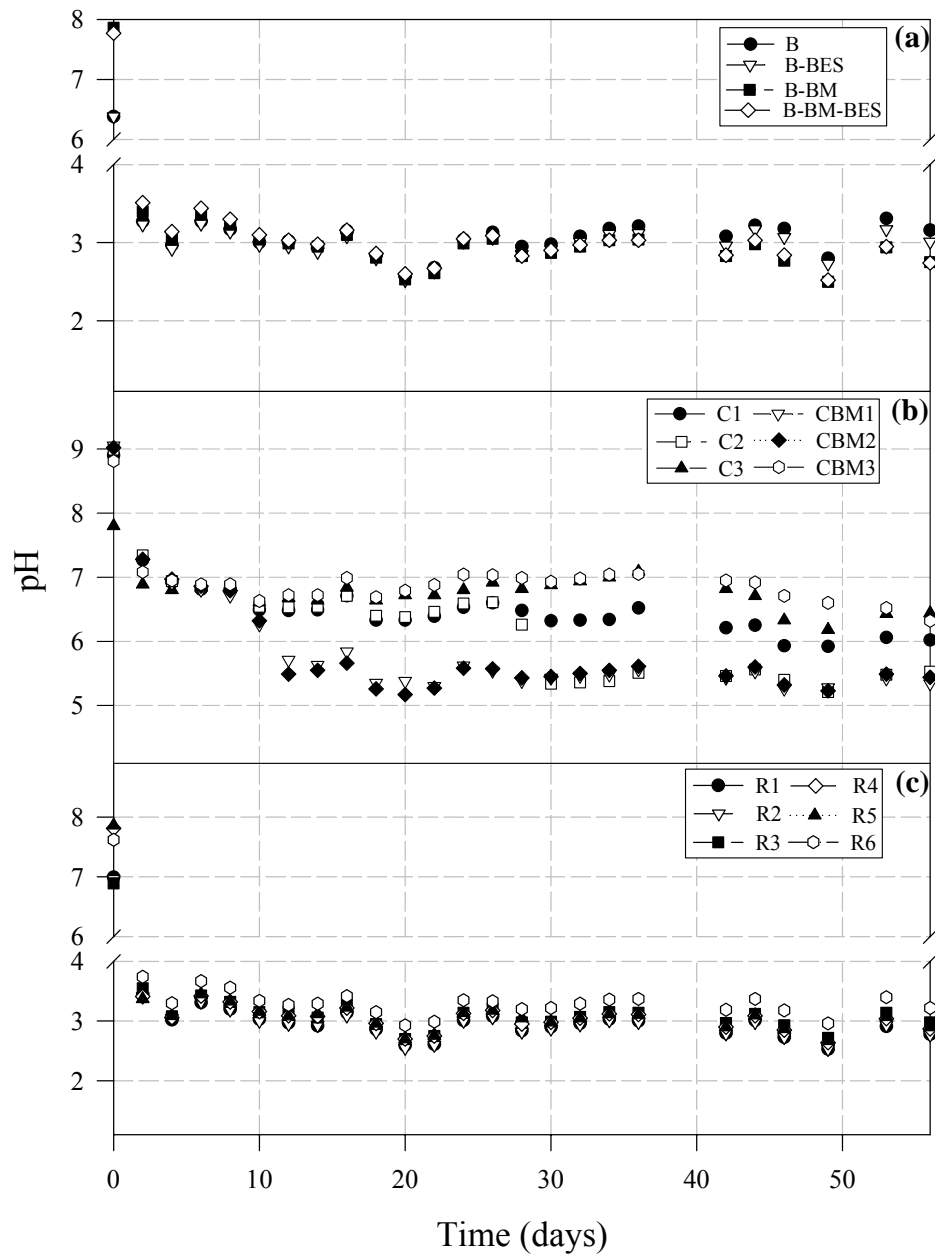 8
7
6
4
3
2
(a)
B
B-BES
B-BM
B-BM-BES
9
8
7
6
5
(b)
C1 CBM1
C2 CBM2
C3 CBM3
pH
8
7
6
4
3
2
(c)
R1 R4
R2 R5
R3 R6
0 10 20 30 40 50
Time (days)